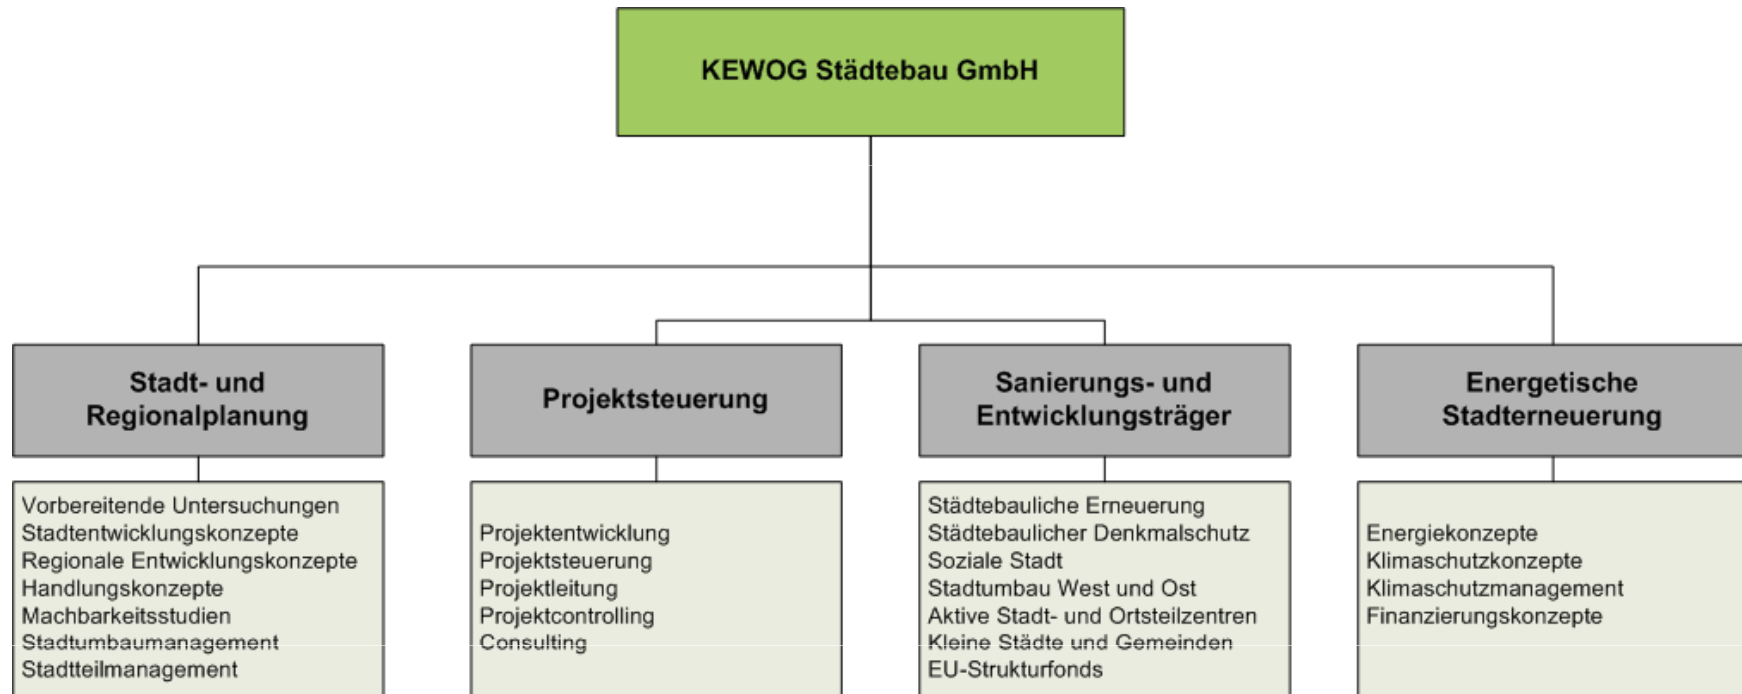 KEWOG Städtebau GmbH
Stadt- und
Regionalplanung
Projektsteuerung
Sanierungs- und
Entwicklungsträger
Energetische
Stadterneuerung
Vorbereitende Untersuchungen
Stadtentwicklungskonzepte
Regionale Entwicklungskonzepte
Handlungskonzepte
Machbarkeitsstudien
Stadtumbaumanagement
Stadtteilmanagement
Projektentwicklung
Projektsteuerung
Projektleitung
Projektcontrolling
Consulting
Städtebauliche Erneuerung
Städtebaulicher Denkmalschutz
Soziale Stadt
Stadtumbau West und Ost
Aktive Stadt- und Ortsteilzentren
Kleine Städte und Gemeinden
EU-Strukturfonds
Energiekonzepte
Klimaschutzkonzepte
Klimaschutzmanagement
Finanzierungskonzepte